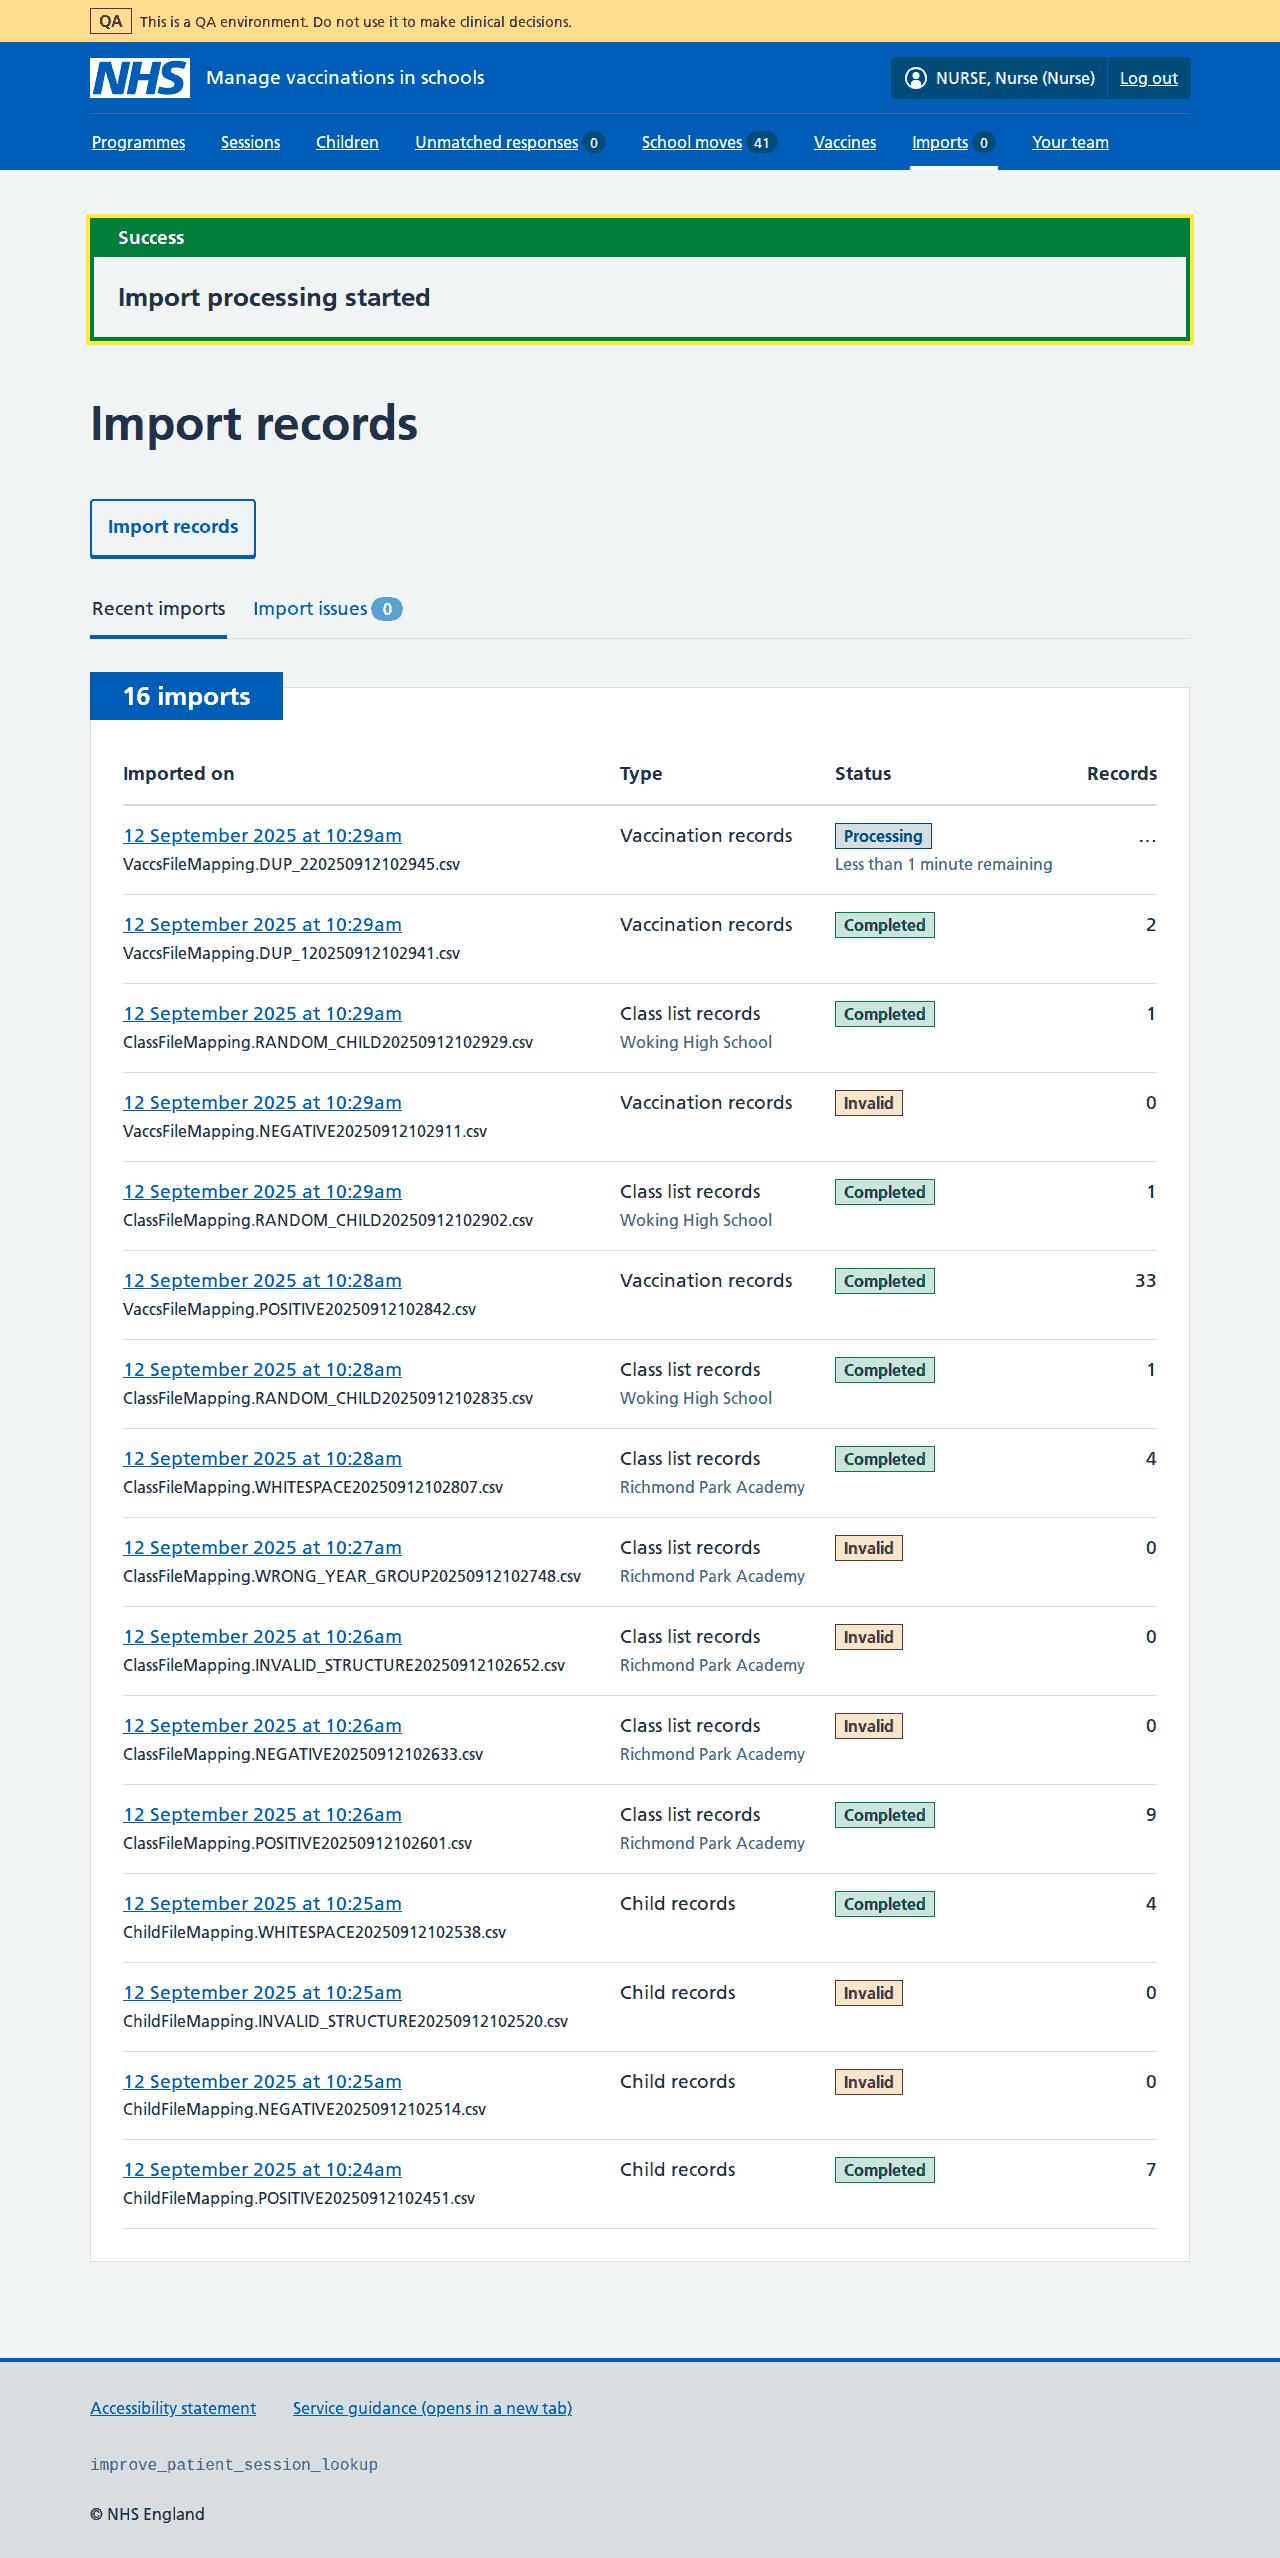 QA This is a QA environment. Do not use it to make clinical decisions.
NHS Manage vaccinations in schools NURSE, Nurse (Nurse) Log out
Programmes Sessions Children Unmatched responses 0 School moves 41 Vaccines Imports 0 Your team
Success
Import processing started
Import records
Import records
Recent imports Import issues 0
16 imports
Imported on Type Status Records
12 September 2025 at 10:29am Vaccination records Processing ...
VaccsFileMapping.DUP_220250912102945.csv Less than 1 minute remaining
12 September 2025 at 10:29am Vaccination records Completed 2
VaccsFileMapping.DUP_120250912102941.csv
12 September 2025 at 10:29am Class list records Completed 1
ClassFileMapping.RANDOM_CHILD20250912102929.csv Woking High School
12 September 2025 at 10:29am Vaccination records Invalid 0
VaccsFileMapping.NEGATIVE20250912102911.csv
12 September 2025 at 10:29am Class list records Completed 1
ClassFileMapping.RANDOM_CHILD20250912102902.csv Woking High School
12 September 2025 at 10:28am Vaccination records Completed 33
VaccsFileMapping.POSITIVE20250912102842.csv
12 September 2025 at 10:28am Class list records Completed 1
ClassFileMapping.RANDOM_CHILD20250912102835.csv Woking High School
12 September 2025 at 10:28am Class list records Completed 4
ClassFileMapping.WHITESPACE20250912102807.csv Richmond Park Academy
12 September 2025 at 10:27am Class list records Invalid 0
ClassFileMapping.WRONG_YEAR_GROUP20250912102748.csv Richmond Park Academy
12 September 2025 at 10:26am Class list records Invalid 0
ClassFileMapping.INVALID_STRUCTURE20250912102652.csv Richmond Park Academy
12 September 2025 at 10:26am Class list records Invalid 0
ClassFileMapping.NEGATIVE20250912102633.csv Richmond Park Academy
12 September 2025 at 10:26am Class list records Completed 9
ClassFileMapping.POSITIVE20250912102601.csv Richmond Park Academy
12 September 2025 at 10:25am Child records Completed 4
ChildFileMapping.WHITESPACE20250912102538.csv
12 September 2025 at 10:25am Child records Invalid 0
ChildFileMapping.INVALID_STRUCTURE20250912102520.csv
12 September 2025 at 10:25am Child records Invalid 0
ChildFileMapping.NEGATIVE20250912102514.csv
12 September 2025 at 10:24am Child records Completed 7
ChildFileMapping.POSITIVE20250912102451.csv
Accessibility statement Service guidance (opens in a new tab)
improve_patient_session_lookup
© NHS England